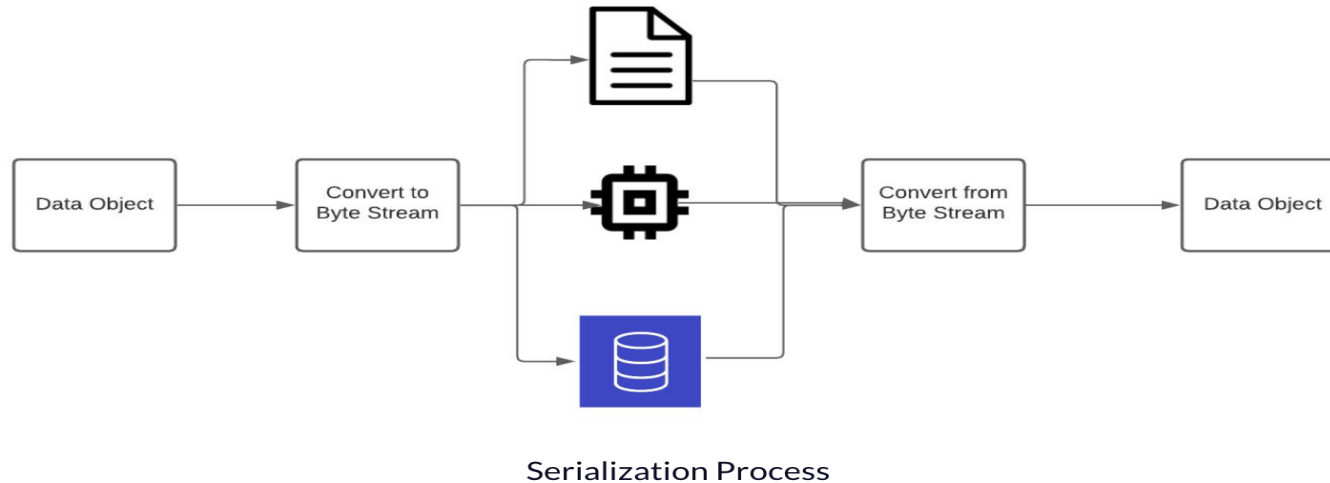 Data Object
Convert to
Byte Stream
Convert from
Byte Stream
Data Object
Serialization Process